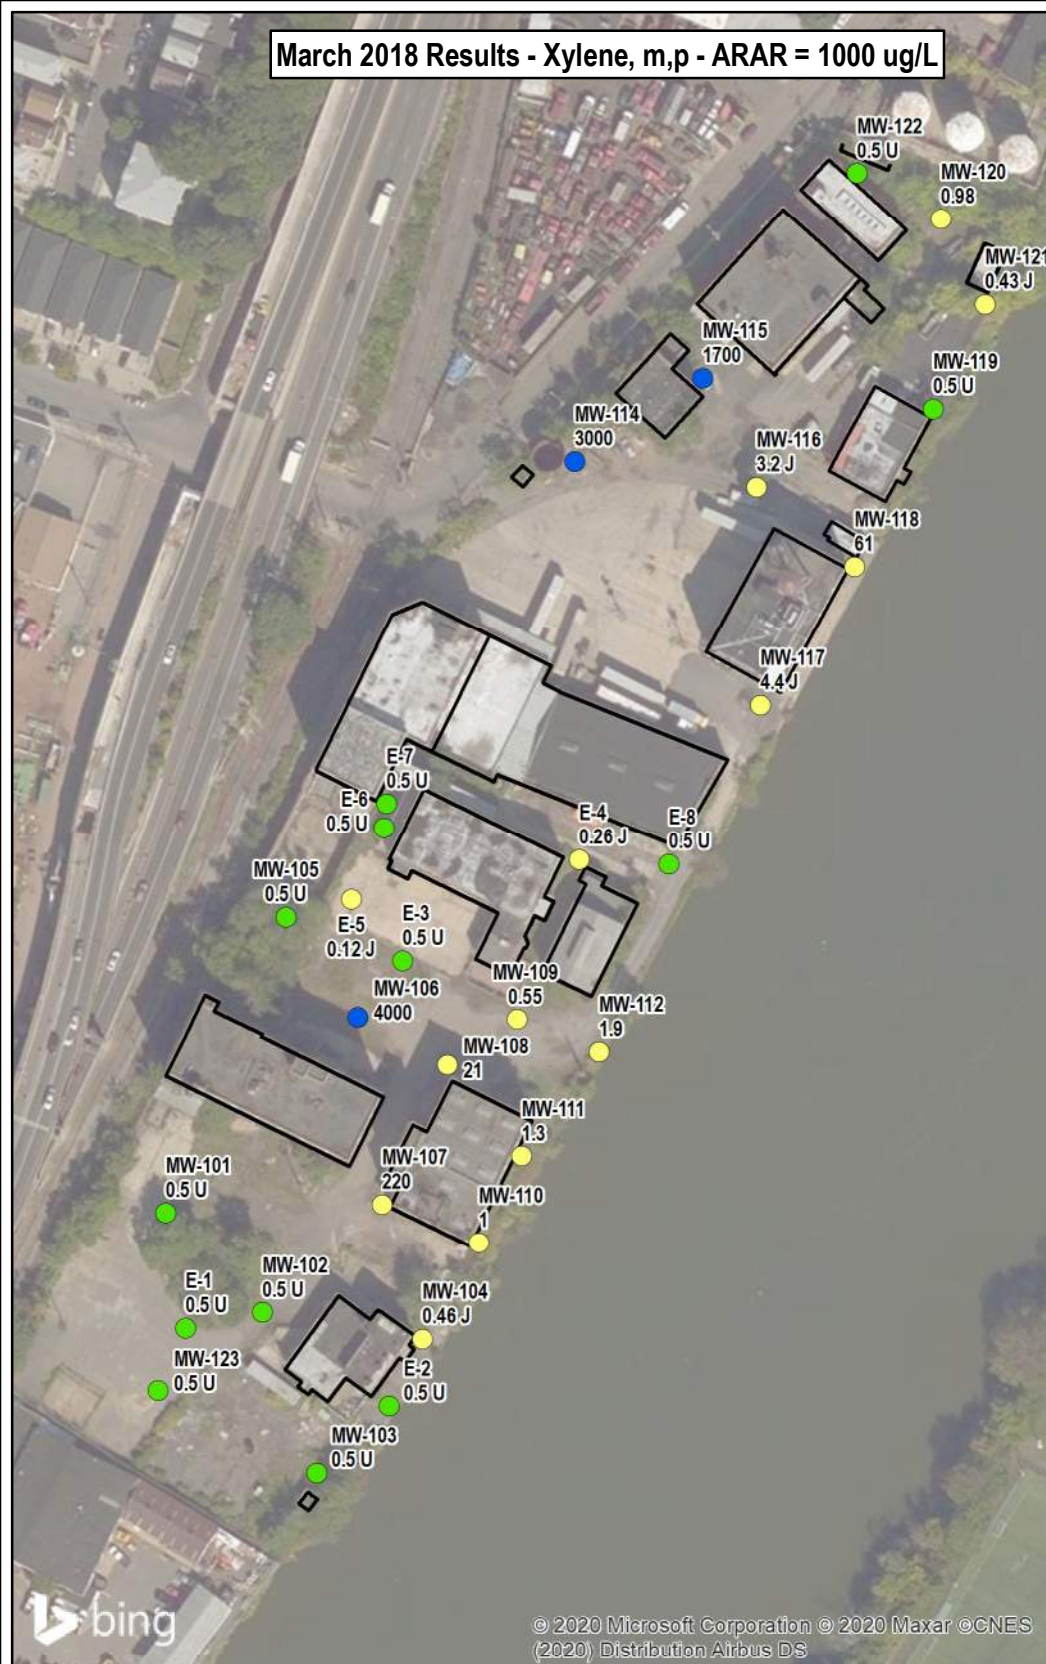 March 2018 Results - Xylene, m,p - ARAR = 1000 ug/L
MW-122
0.5 U
MW-120
0.98
MW-121
0.43 J
MW-115
1700
MW-119
0.5 U
MW-114
3000
MW-116
3.2 J
MW-118
61
MW-117
4.4 J
E-7
0.5 U
E-6
0.5 U
E-4
0.26 J
E-8
0.5 U
MW-105
0.5 U
E-5
0.12 J
E-3
0.5 U
MW-106
4000
MW-109
0.55
MW-112
1.9
MW-108
21
MW-111
1.3
MW-107
220
MW-101
0.5 U
MW-110
1
MW-102
0.5 U
E-1
0.5 U
MW-104
0.46 J
MW-123
0.5 U
E-2
0.5 U
MW-103
0.5 U
bing
© 2020 Microsoft Corporation © 2020 Maxar ©CNES
(2020) Distribution Airbus DS